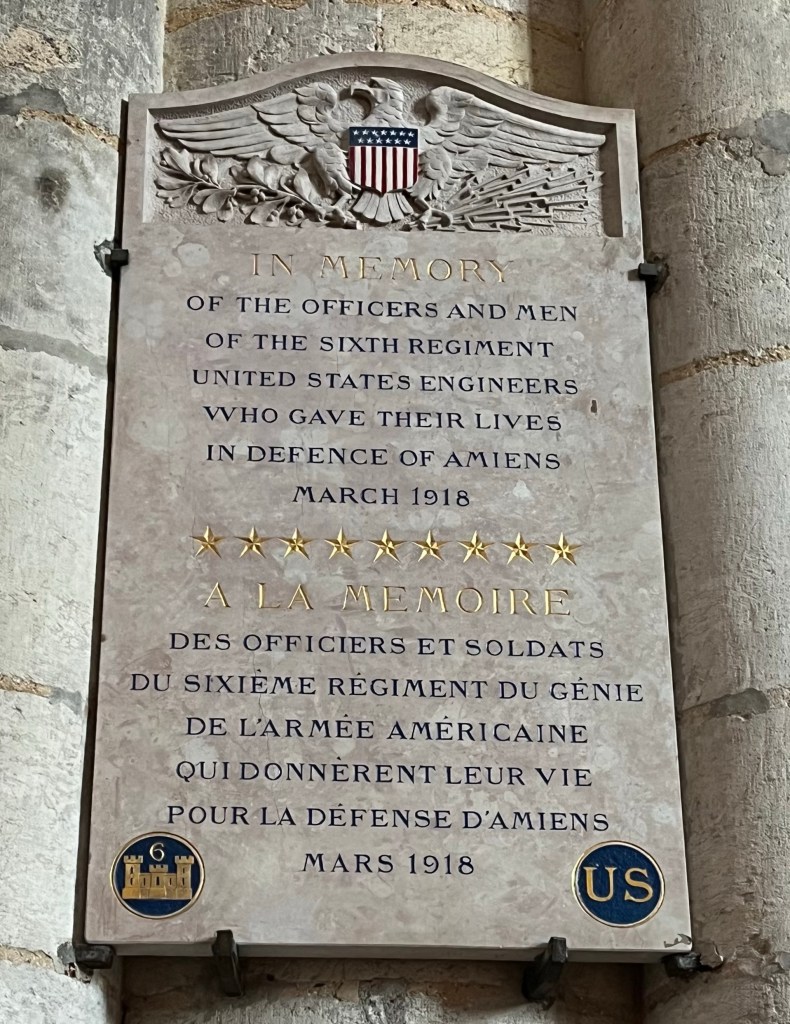 IN MEMORY
OF THE OFFICERS AND MEN
OF THE SIXTH REGIMENT
UNITED STATES ENGINEERS
WHO GAVE THEIR LIVES
IN DEFENCE OF AMIENS
MARCH 1918
A LA MEMOIRE
DES OFFICIERS ET SOLDATS
DU SIXIÈME RÉGIMENT DU GÉNIE
DE L'ARMÉE AMÉRICAINE
QUI DONNÈRENT LEUR VIE
POUR LA DÉFENSE D'AMIENS
MARS 1918
6
US